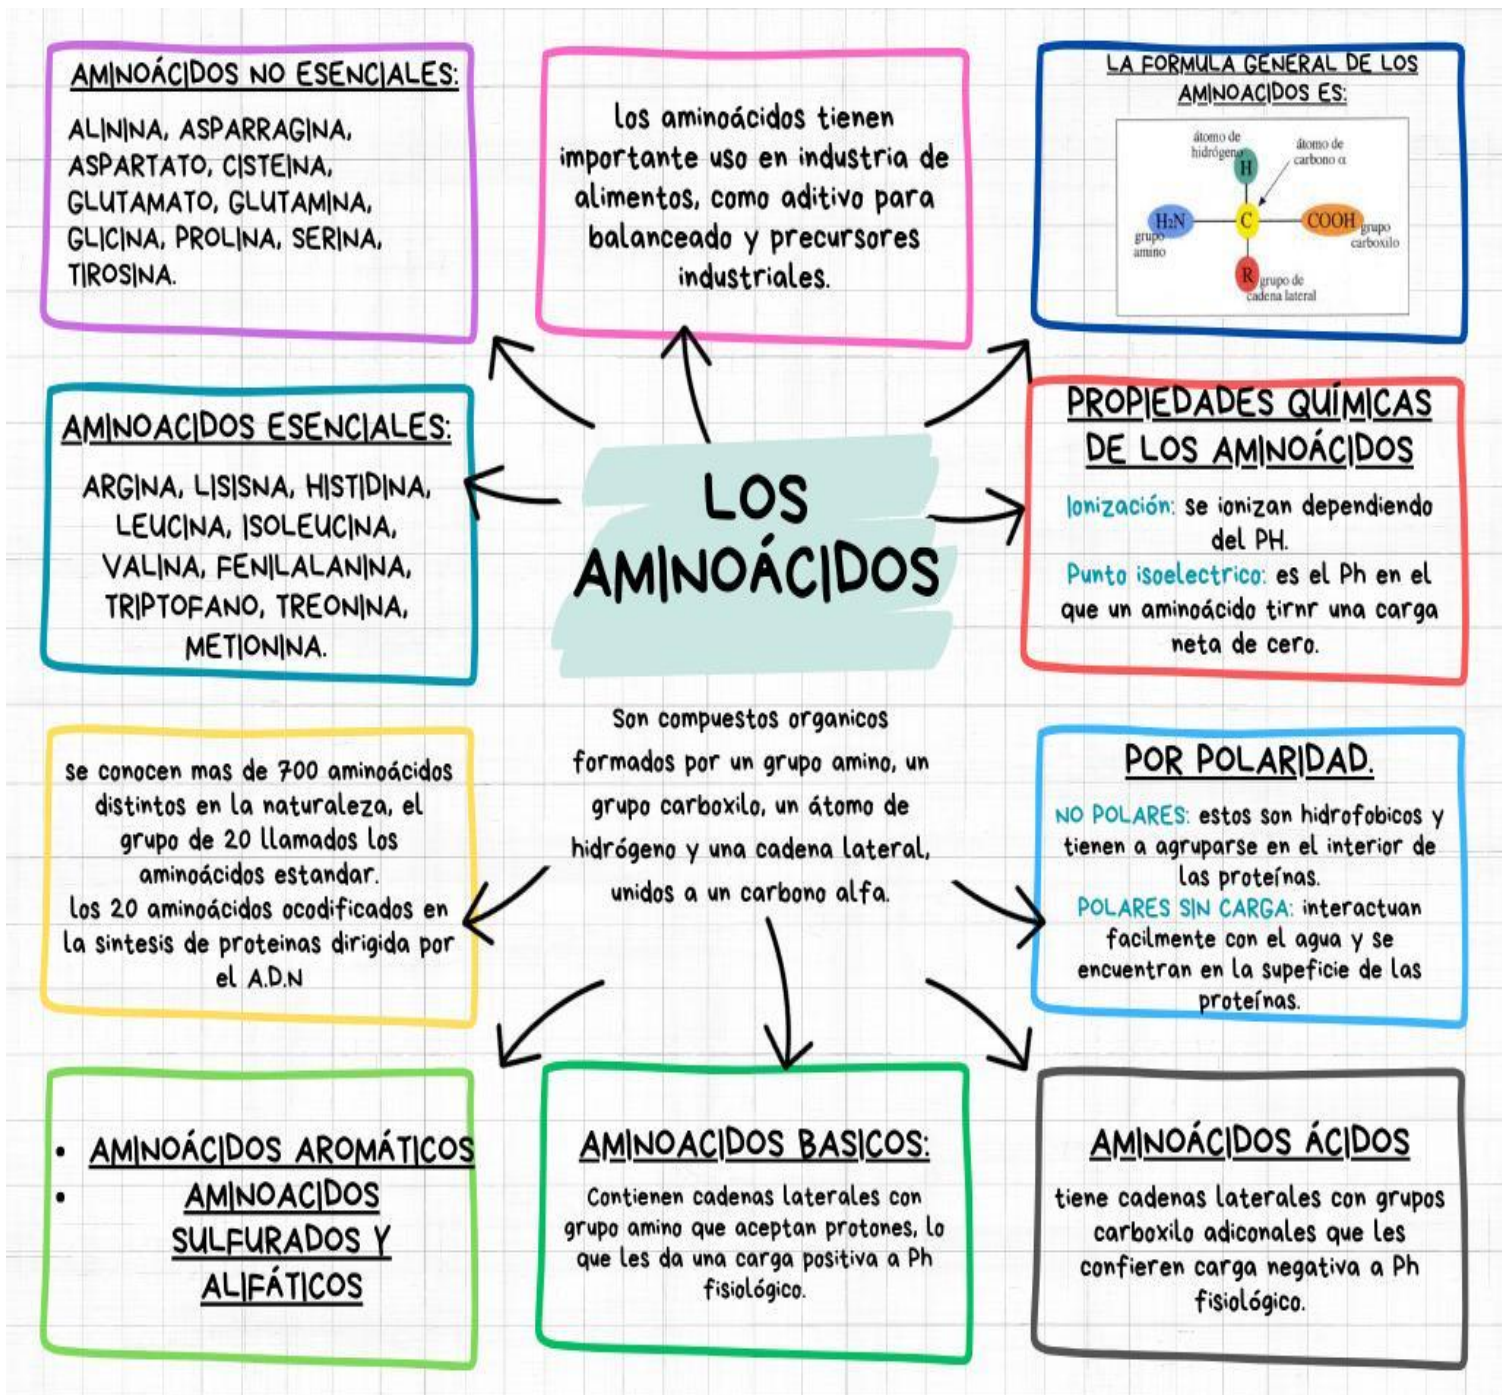 AMINOÁCIDOS NO ESENCIALES:
ALININA, ASPARRAGINA,
ASPARTATO, CISTEINA,
GLUTAMATO, GLUTAMINA,
GLICINA, PROLINA, SERINA,
TIROSINA.
Los aminoácidos tienen
importante uso en industria de
alimentos, como aditivo para
balanceado y precursores
industriales.
LA FORMULA GENERAL DE LOS
AMINOACIDOS ES:
átomo de
hidrógeno
átomo de
carbono α
H
H₂N
C
COOH
grupo
amino
grupo
carboxilo
R
grupo de
cadena lateral
AMINOACIDOS ESENCIALES:
ARGINA, LISISNA, HISTIDINA,
LEUCINA, ISOLEUCINA,
VALINA, FENILALANINA,
TRIPTOFANO, TREONINA,
METIONINA.
LOS
AMINOÁCIDOS
PROPIEDADES QUÍMICAS
DE LOS AMINOÁCIDOS
Ionización: se ionizan dependiendo
del PH.
Punto isoelectrico: es el Ph en el
que un aminoácido tirnr una carga
neta de cero.
se conocen mas de 700 aminoácidos
distintos en la naturaleza, el
grupo de 20 llamados los
aminoácidos estandar.
Los 20 aminoácidos ocodificados en
la sintesis de proteinas dirigida por
el A.D.N
Son compuestos organicos
formados por un grupo amino, un
grupo carboxilo, un átomo de
hidrógeno y una cadena lateral,
unidos a un carbono alfa.
POR POLARIDAD.
NO POLARES: estos son hidrofobicos y
tienen a agruparse en el interior de
las proteínas.
POLARES SIN CARGA: interactuan
facilmente con el agua y se
encuentran en la supeficie de las
proteínas.
• AMINOÁCIDOS AROMÁTICOS
• AMINOACIDOS
SULFURADOS Y
ALIFÁTICOS
AMINOACIDOS BASICOS:
Contienen cadenas laterales con
grupo amino que aceptan protones, lo
que les da una carga positiva a Ph
fisiológico.
AMINOÁCIDOS ÁCIDOS
tiene cadenas laterales con grupos
carboxilo adiconales que les
confieren carga negativa a Ph
fisiológico.